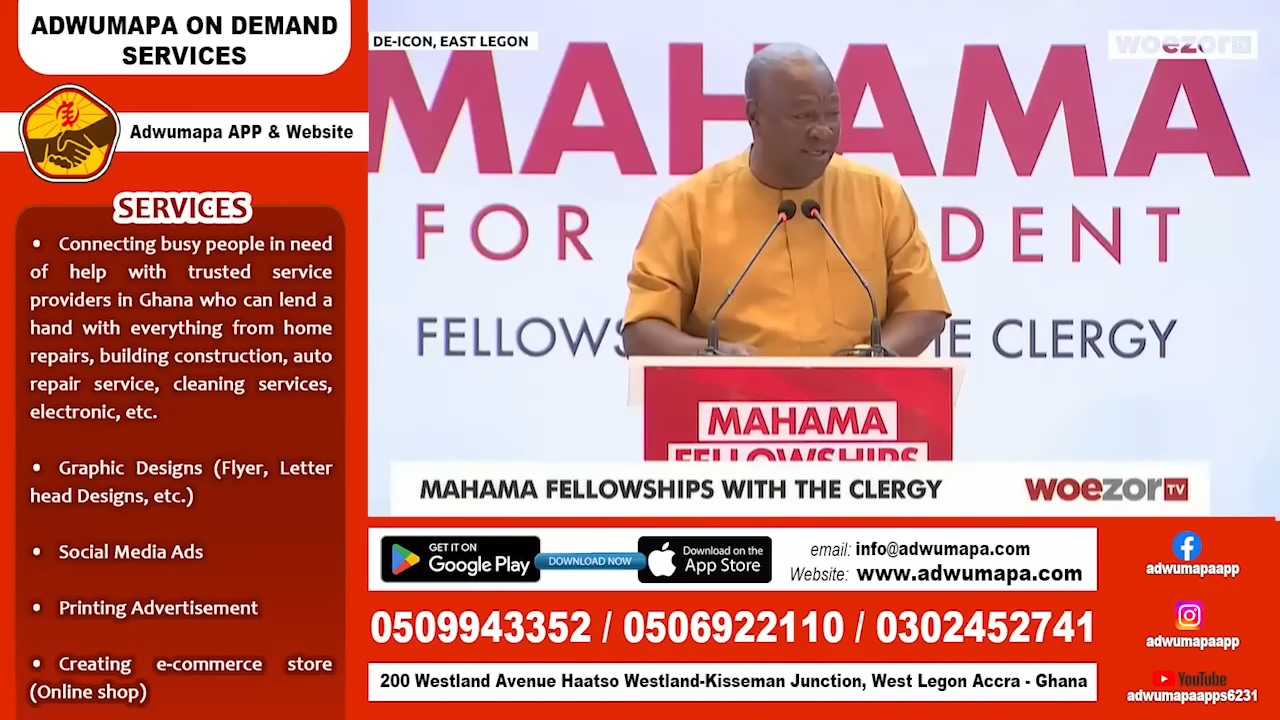 ADWUMAPA ON DEMAND
SERVICES
Adwumapa APP & Website
SERVICES
• Connecting busy people in need
of help with trusted service
providers in Ghana who can lend a
hand with everything from home
repairs, building construction, auto
repair service, cleaning services,
electronic, etc.
• Graphic Designs (Flyer, Letter
head Designs, etc.)
• Social Media Ads
• Printing Advertisement
• Creating e-commerce store
(Online shop)
DE-ICON, EAST LEGON
woezor TV
MAHAMA
FOR DENT
FELLOWS THE CLERGY
MAHAMA
FELLOWSHIPS
MAHAMA FELLOWSHIPS WITH THE CLERGY
woezor TV
GET IT ON
Google Play
DOWNLOAD NOW
Download on the
App Store
email: info@adwumapa.com
Website: www.adwumapa.com
0509943352 / 0506922110 / 0302452741
200 Westland Avenue Haatso Westland-Kisseman Junction, West Legon Accra - Ghana
adwumapaapp
adwumapaapp
YouTube
adwumapaapps6231